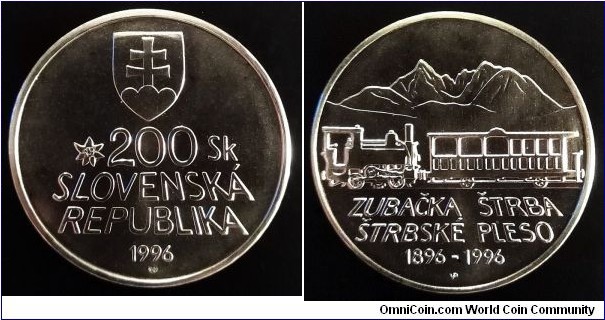 200 Sk
SLOVENSKÁ
REPUBLIKA
1996
ZUBAČKA ŠTRBA
ŠTRBSKÉ PLESO
1896-1996
OmniCoin.com World Coin Community